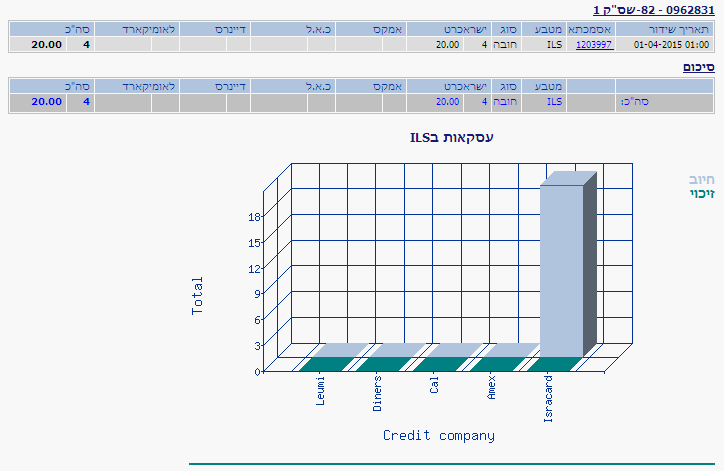 0962831 - 82-שס"ק 1
תאריך שידור אסמכתא מטבע סוג ישראכרט אמקס כ.א.ל דיינרס לאומיקארד סה"כ
01-04-2015 01:00 1203997 ILS חובה 4 20.00 4 20.00
סיכום
מטבע סוג ישראכרט אמקס כ.א.ל דיינרס לאומיקארד סה"כ
סה"כ: ILS חובה 4 20.00 4 20.00
עסקאות בILS
חיוב
זיכוי
18
15
12
9
6
3
0
Total
Leumi
Diners
Cal
Amex
Isracard
Credit company